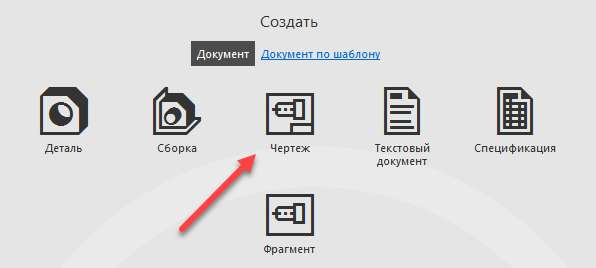 Создать
Документ Документ по шаблону
Деталь Сборка Чертеж Текстовый документ Спецификация
Фрагмент